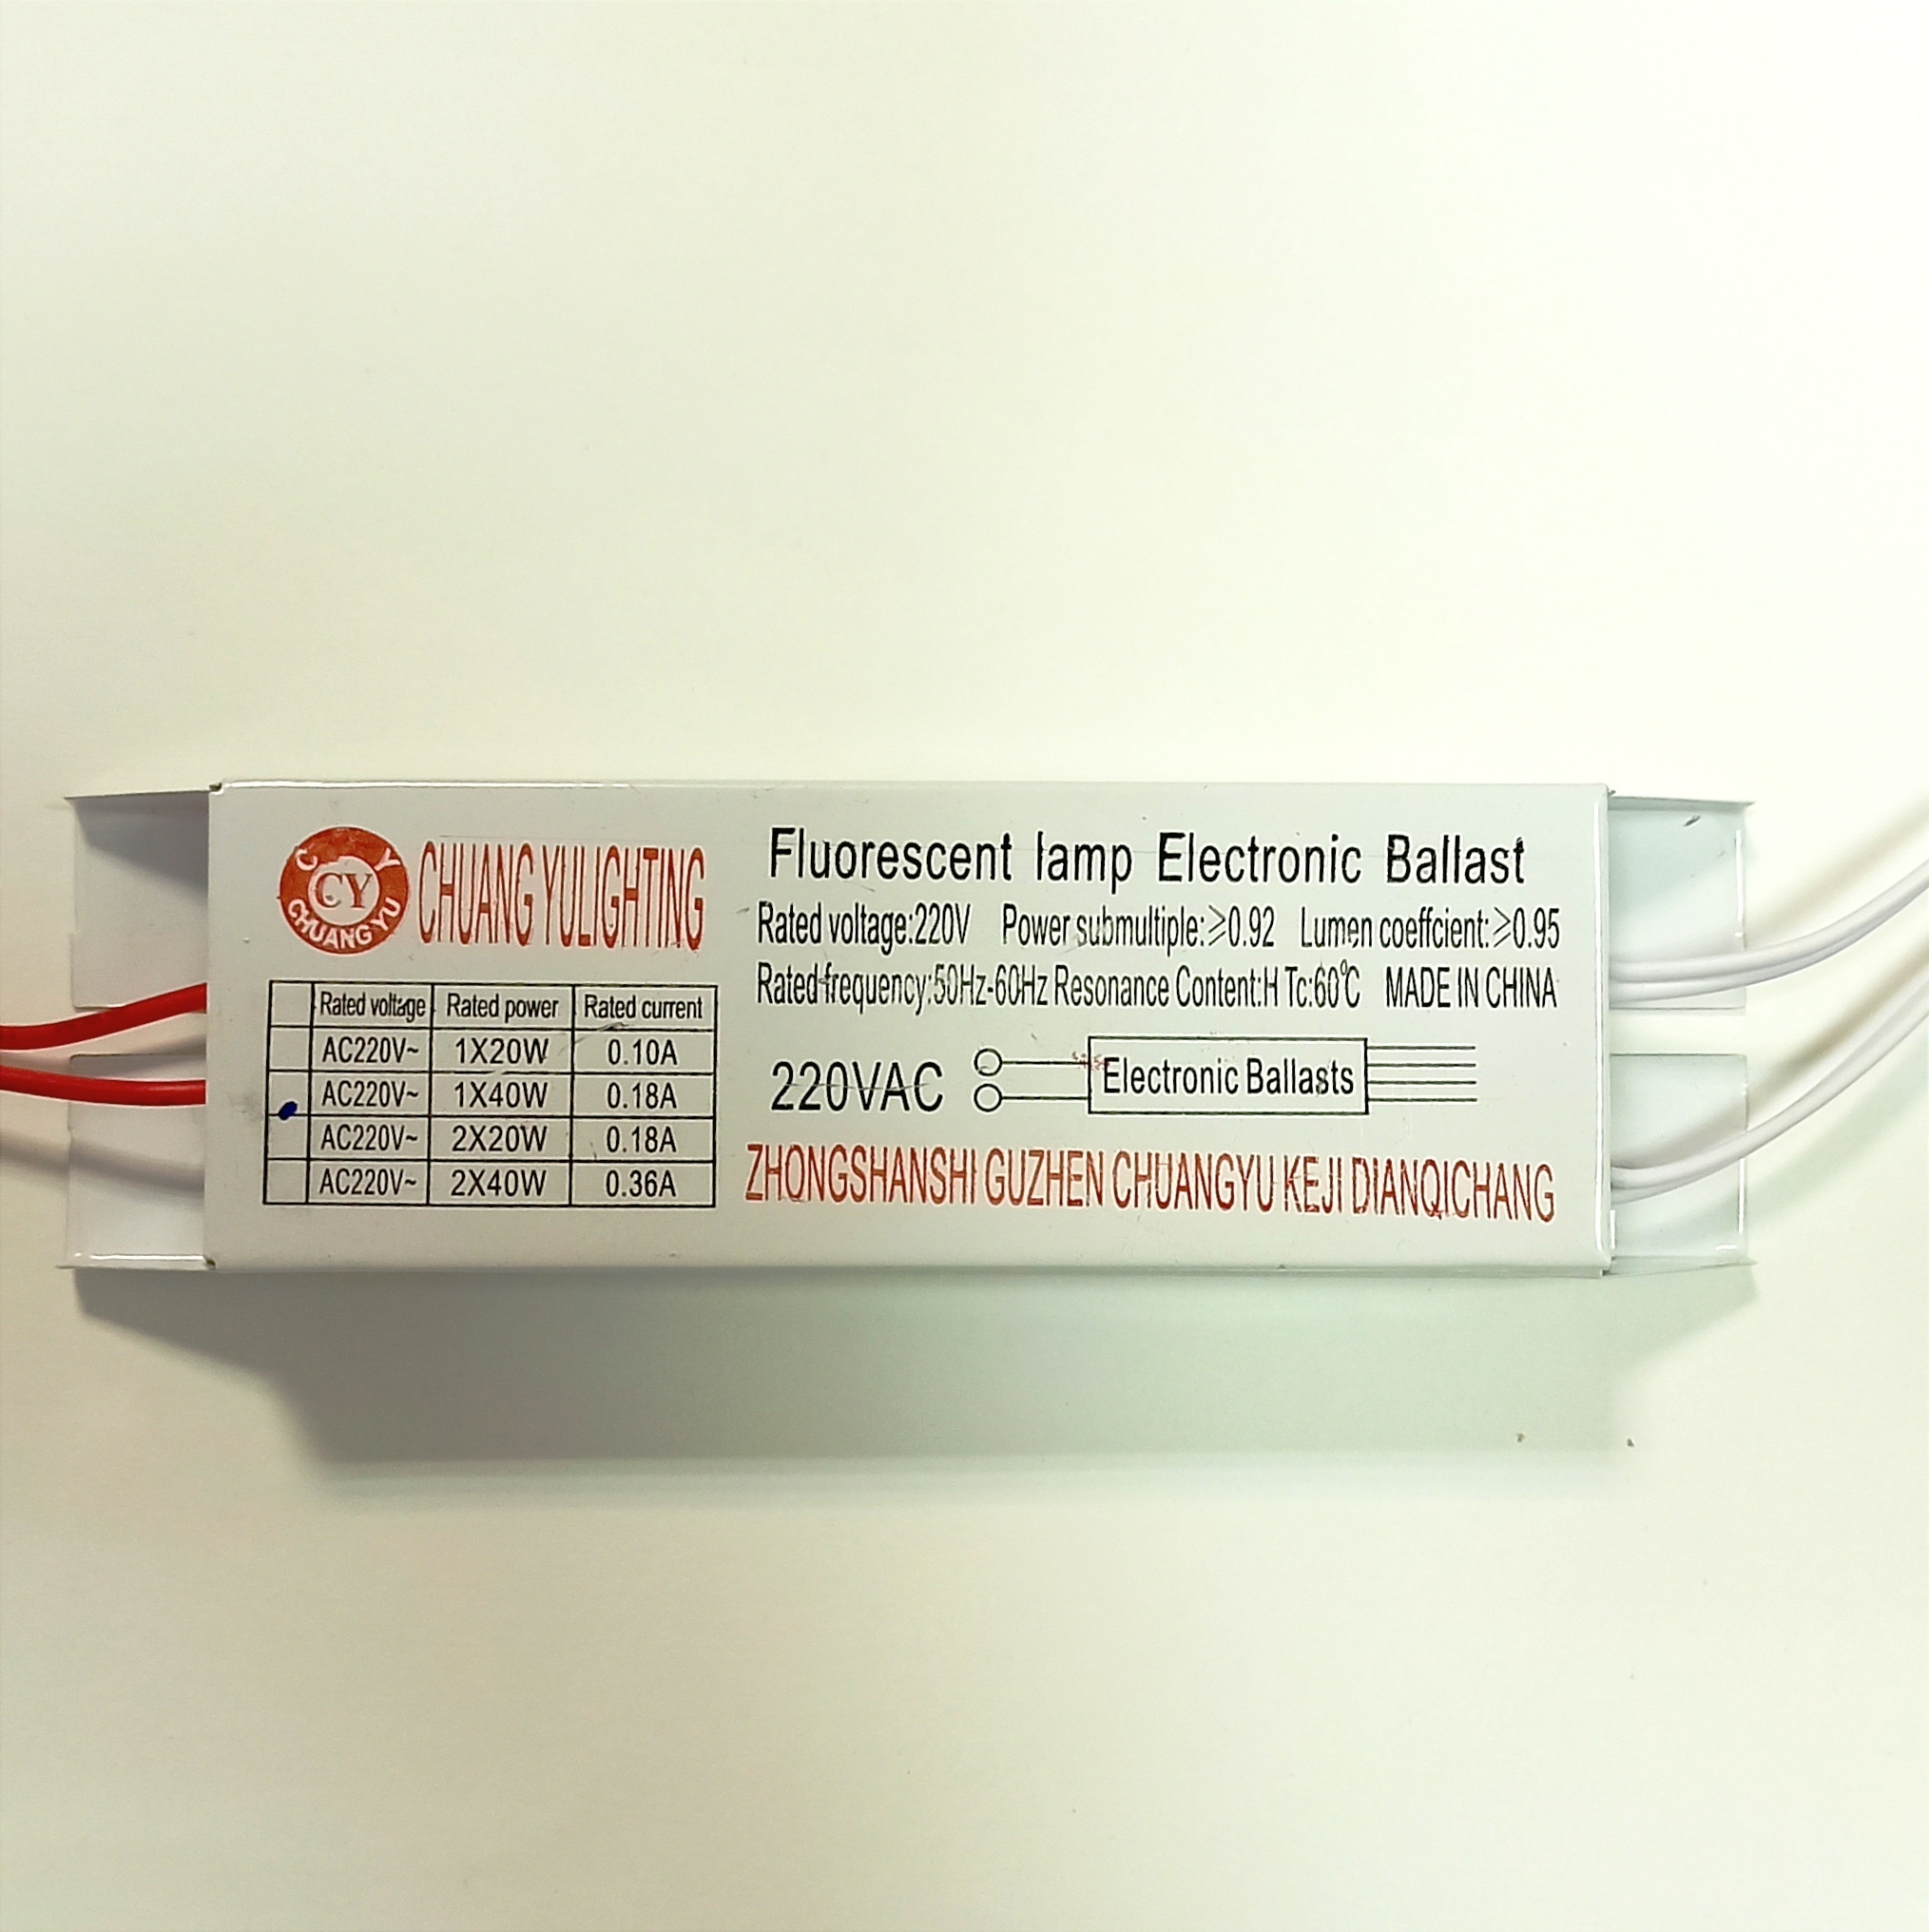 C Y
CY
CHUANG YU
CHUANG YULIGHTING
Rated voltage Rated power Rated current
AC220V~ 1X20W 0.10A
AC220V~ 1X40W 0.18A
AC220V~ 2X20W 0.18A
AC220V~ 2X40W 0.36A
Fluorescent lamp Electronic Ballast
Rated voltage:220V Power submultiple:≥0.92 Lumen coeffcient:≥0.95
Rated frequency:50Hz-60Hz Resonance Content:H Tc:60℃ MADE IN CHINA
220VAC Electronic Ballasts
ZHONGSHANSHI GUZHEN CHUANGYU KEJI DIANQICHANG